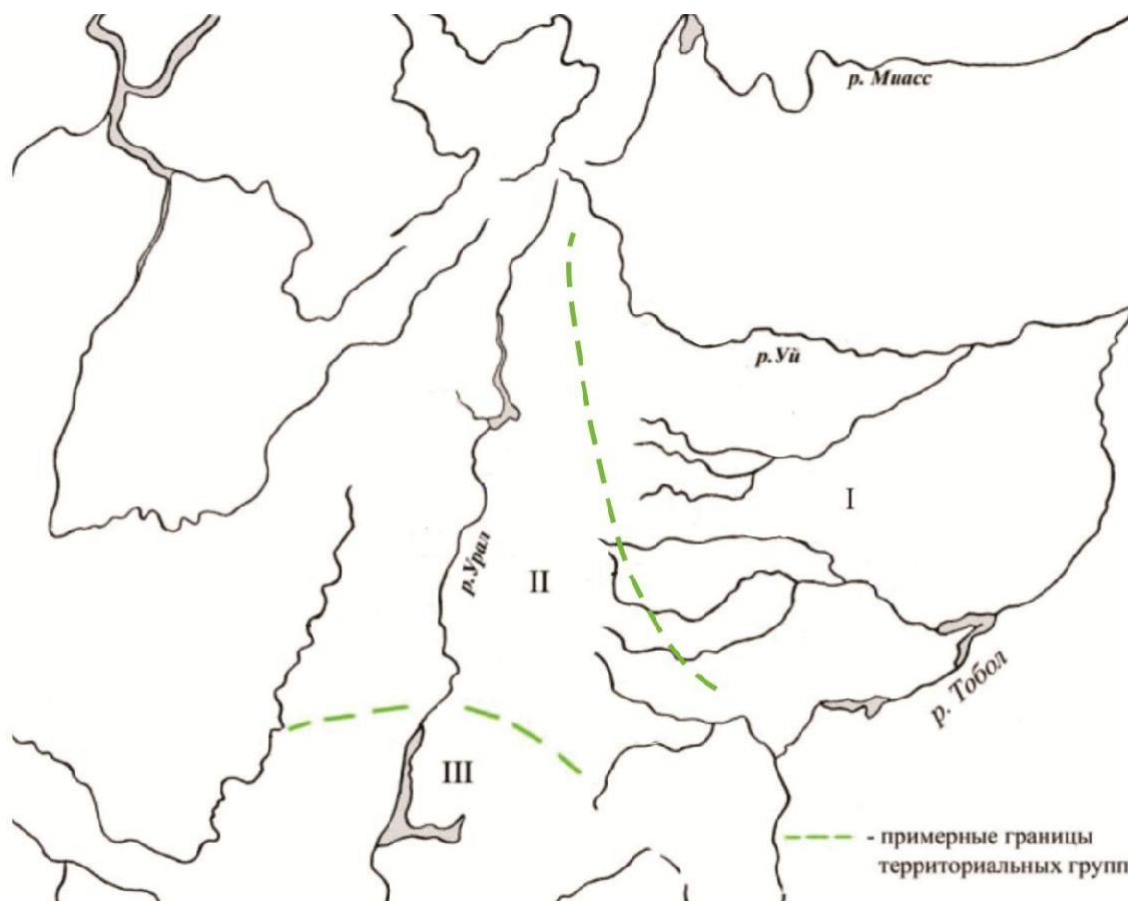 р. Миасс
р.Уй
I
р.Урал
II
р. Тобол
III
- примерные границы
территориальных групп